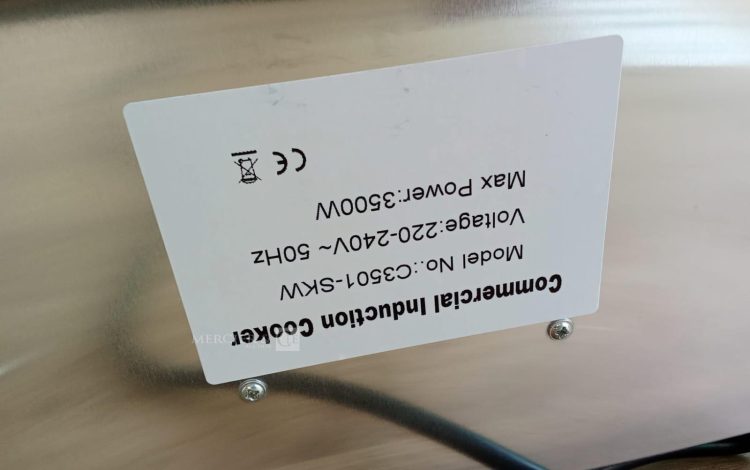 Commercial Induction Cooker
Model No.:C3501-SKW
Voltage:220-240V~ 50Hz
Max Power:3500W
CE